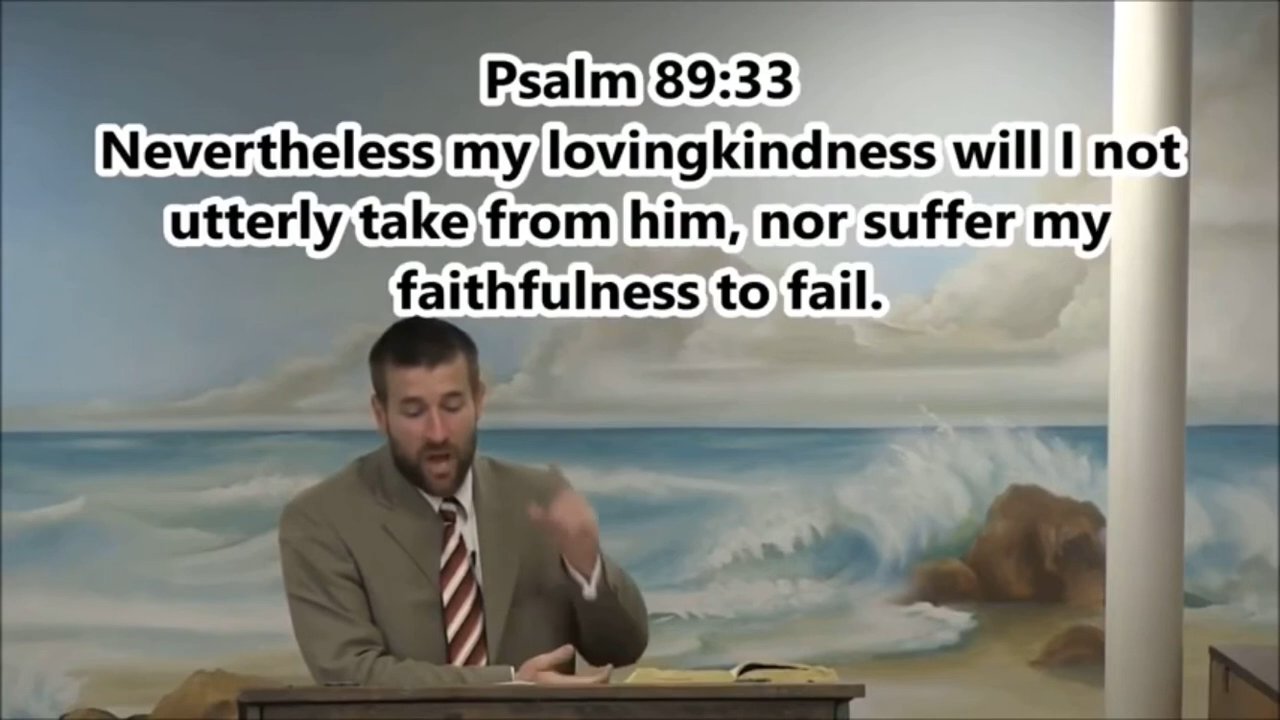 Psalm 89:33
Nevertheless my lovingkindness will I not
utterly take from him, nor suffer my
faithfulness to fail.